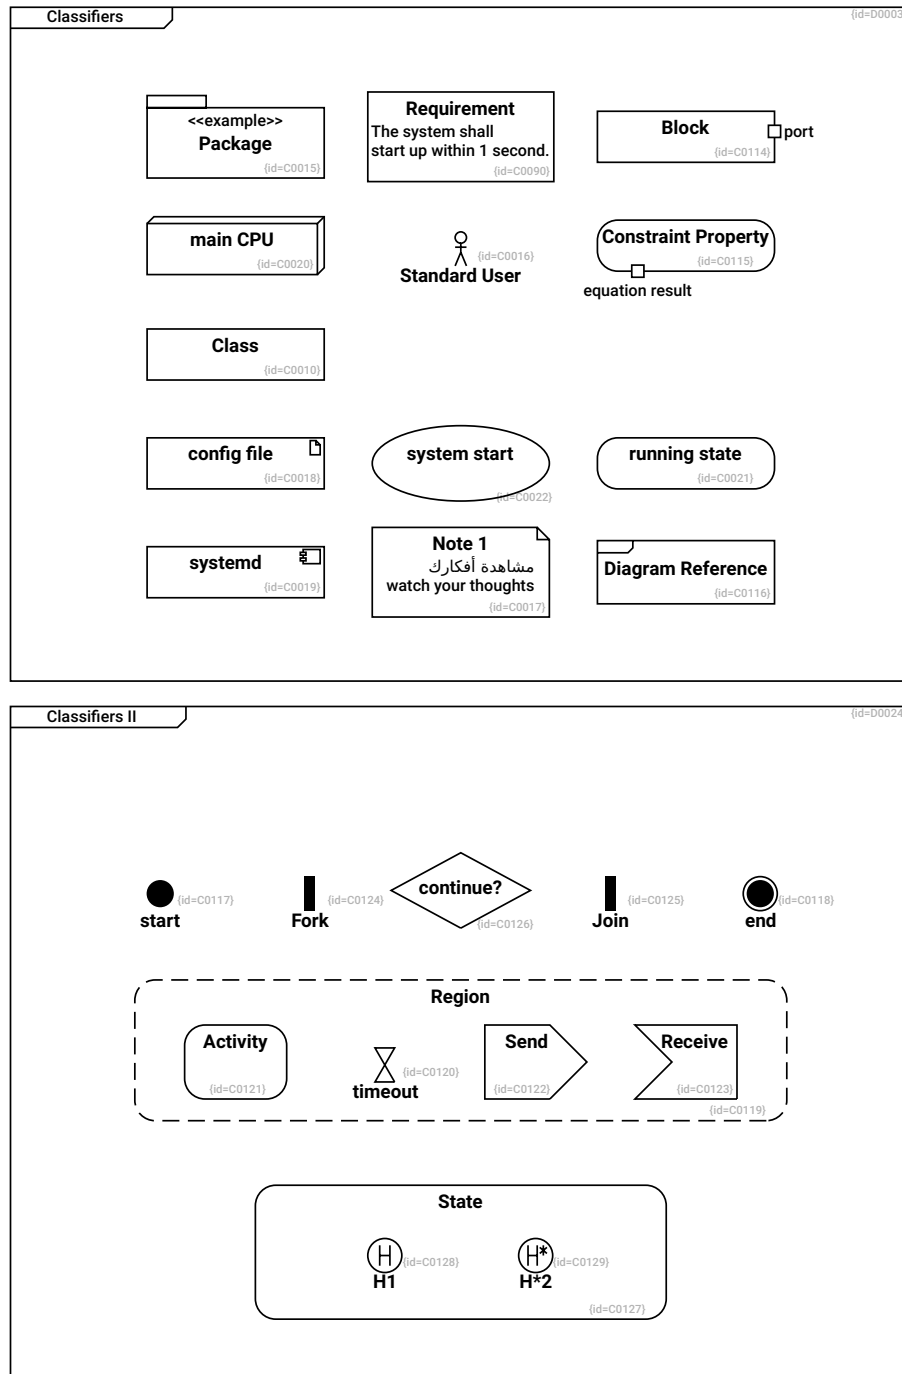 Classifiers
{id=D0003
<<example>>
Package
{id=C0015}
Requirement
The system shall
start up within 1 second.
{id=C0090}
Block
port
{id=C0114}
main CPU
{id=C0020}
{id=C0016}
Standard User
Constraint Property
{id=C0115}
equation result
Class
{id=C0010}
config file
{id=C0018}
system start
{id=C0022}
running state
{id=C0021}
systemd
{id=C0019}
Note 1
مشاهدة أفكارك
watch your thoughts
{id=C0017}
Diagram Reference
{id=C0116}
Classifiers II
{id=D0024
{id=C0117}
start
{id=C0124}
Fork
continue?
{id=C0126}
{id=C0125}
Join
{id=C0118}
end
Region
Activity
{id=C0121}
{id=C0120}
timeout
Send
{id=C0122}
Receive
{id=C0123}
{id=C0119}
State
H
{id=C0128}
H1
H*
{id=C0129}
H*2
{id=C0127}